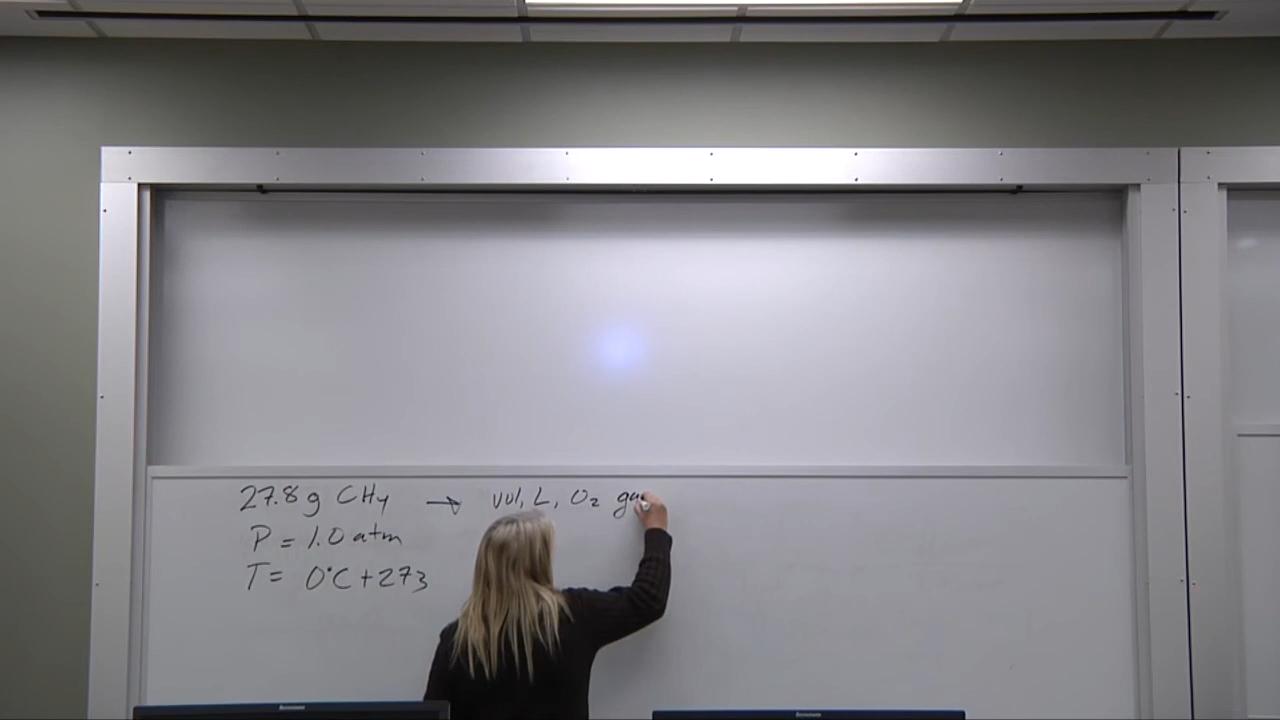 27.8 g CH4 → vol, L, O2 ga
P = 1.0 atm
T = 0°C + 273